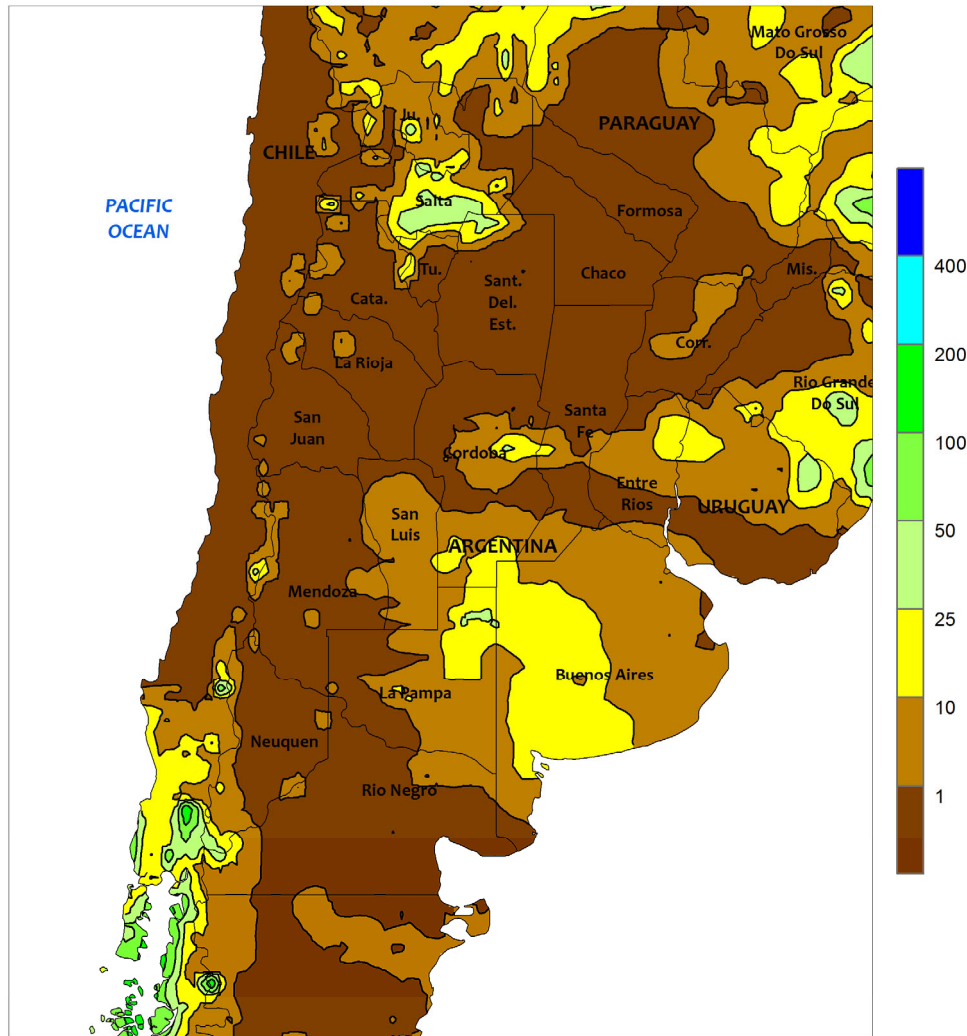 Mato Grosso
Do Sul
Ju.
PARAGUAY
CHILE
PACIFIC
OCEAN
Salta
Formosa
Tu.
Chaco
Mis.
Sant.
Del.
Est.
Cata.
400
La Rioja
Corr.
200
Rio Grande
Do Sul
San
Juan
Santa
Fe
Cordoba
100
Entre
Rios
URUGUAY
San
Luis
ARGENTINA
50
Mendoza
25
Buenos Aires
La Pampa
10
Neuquen
Rio Negro
1